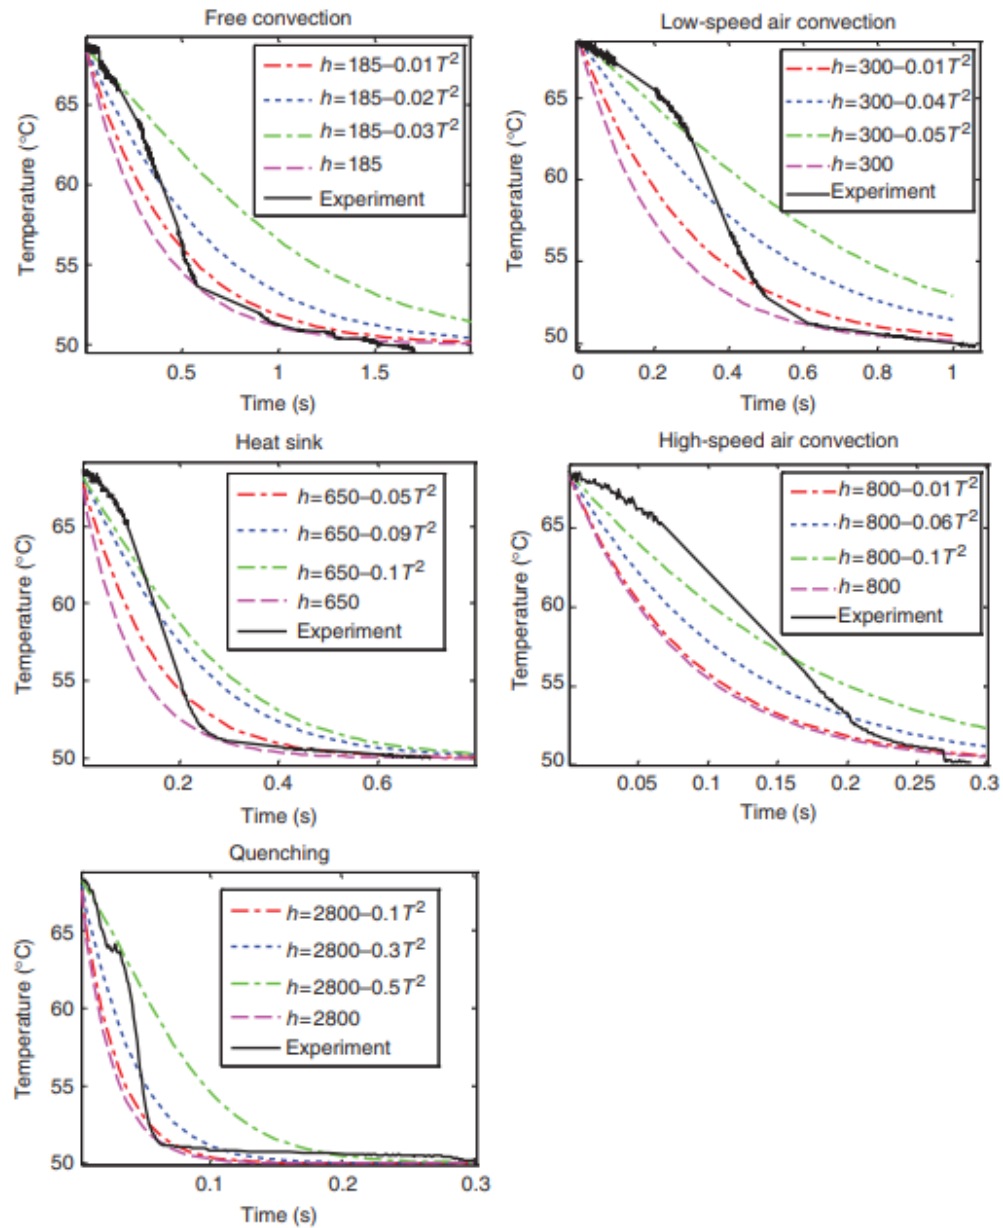 Free convection
h=185–0.01T²
h=185–0.02T²
h=185–0.03T²
h=185
Experiment
Temperature (°C)
65
60
55
50
0.5
1
1.5
Time (s)
Low-speed air convection
h=300–0.01T²
h=300–0.04T²
h=300–0.05T²
h=300
Experiment
Temperature (°C)
65
60
55
50
0
0.2
0.4
0.6
0.8
1
Time (s)
Heat sink
h=650–0.05T²
h=650–0.09T²
h=650–0.1T²
h=650
Experiment
Temperature (°C)
65
60
55
50
0.2
0.4
0.6
Time (s)
High-speed air convection
h=800–0.01T²
h=800–0.06T²
h=800–0.1T²
h=800
Experiment
Temperature (°C)
65
60
55
50
0.05
0.1
0.15
0.2
0.25
0.3
Time (s)
Quenching
h=2800–0.1T²
h=2800–0.3T²
h=2800–0.5T²
h=2800
Experiment
Temperature (°C)
65
60
55
50
0.1
0.2
0.3
Time (s)